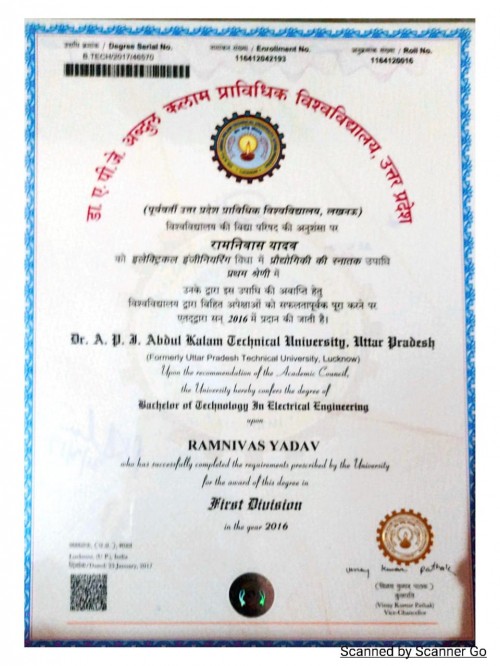 उपाधि क्रमांक / Degree Serial No.
B.TECH/2017/46570
नामांकन संख्या / Enrollment No.
116412042193
अनुक्रमांक संख्या / Roll No.
1164120016
डा. ए. पी. जे. अब्दुल कलाम प्राविधिक विश्वविद्यालय, उत्तर प्रदेश
(पूर्ववर्ती उत्तर प्रदेश प्राविधिक विश्वविद्यालय, लखनऊ)
विश्वविद्यालय की विद्या परिषद की अनुशंसा पर
रामनिवास यादव
को इलेक्ट्रिकल इंजीनियरिंग विधा में प्रौद्योगिकी की स्नातक उपाधि
प्रथम श्रेणी में
उनके द्वारा इस उपाधि की अवाप्ति हेतु
विश्वविद्यालय द्वारा विहित अपेक्षाओं को सफलतापूर्वक पूरा करने पर
एतद्द्वारा सन् 2016 में प्रदान की जाती है।
Dr. A. P. J. Abdul Kalam Technical University, Uttar Pradesh
(Formerly Uttar Pradesh Technical University, Lucknow)
Upon the recommendation of the Academic Council,
the University hereby confers the degree of
Bachelor of Technology In Electrical Engineering
upon
RAMNIVAS YADAV
who has successfully completed the requirements prescribed by the University
for the award of this degree in
First Division
in the year 2016
लखनऊ, (उ.प्र.), भारत
Lucknow, (U.P.), India
दिनांक/Dated: 23 January, 2017
Vinay Kumar Pathak
(विनय कुमार पाठक)
कुलपति
(Vinay Kumar Pathak)
Vice-Chancellor
Scanned by Scanner Go